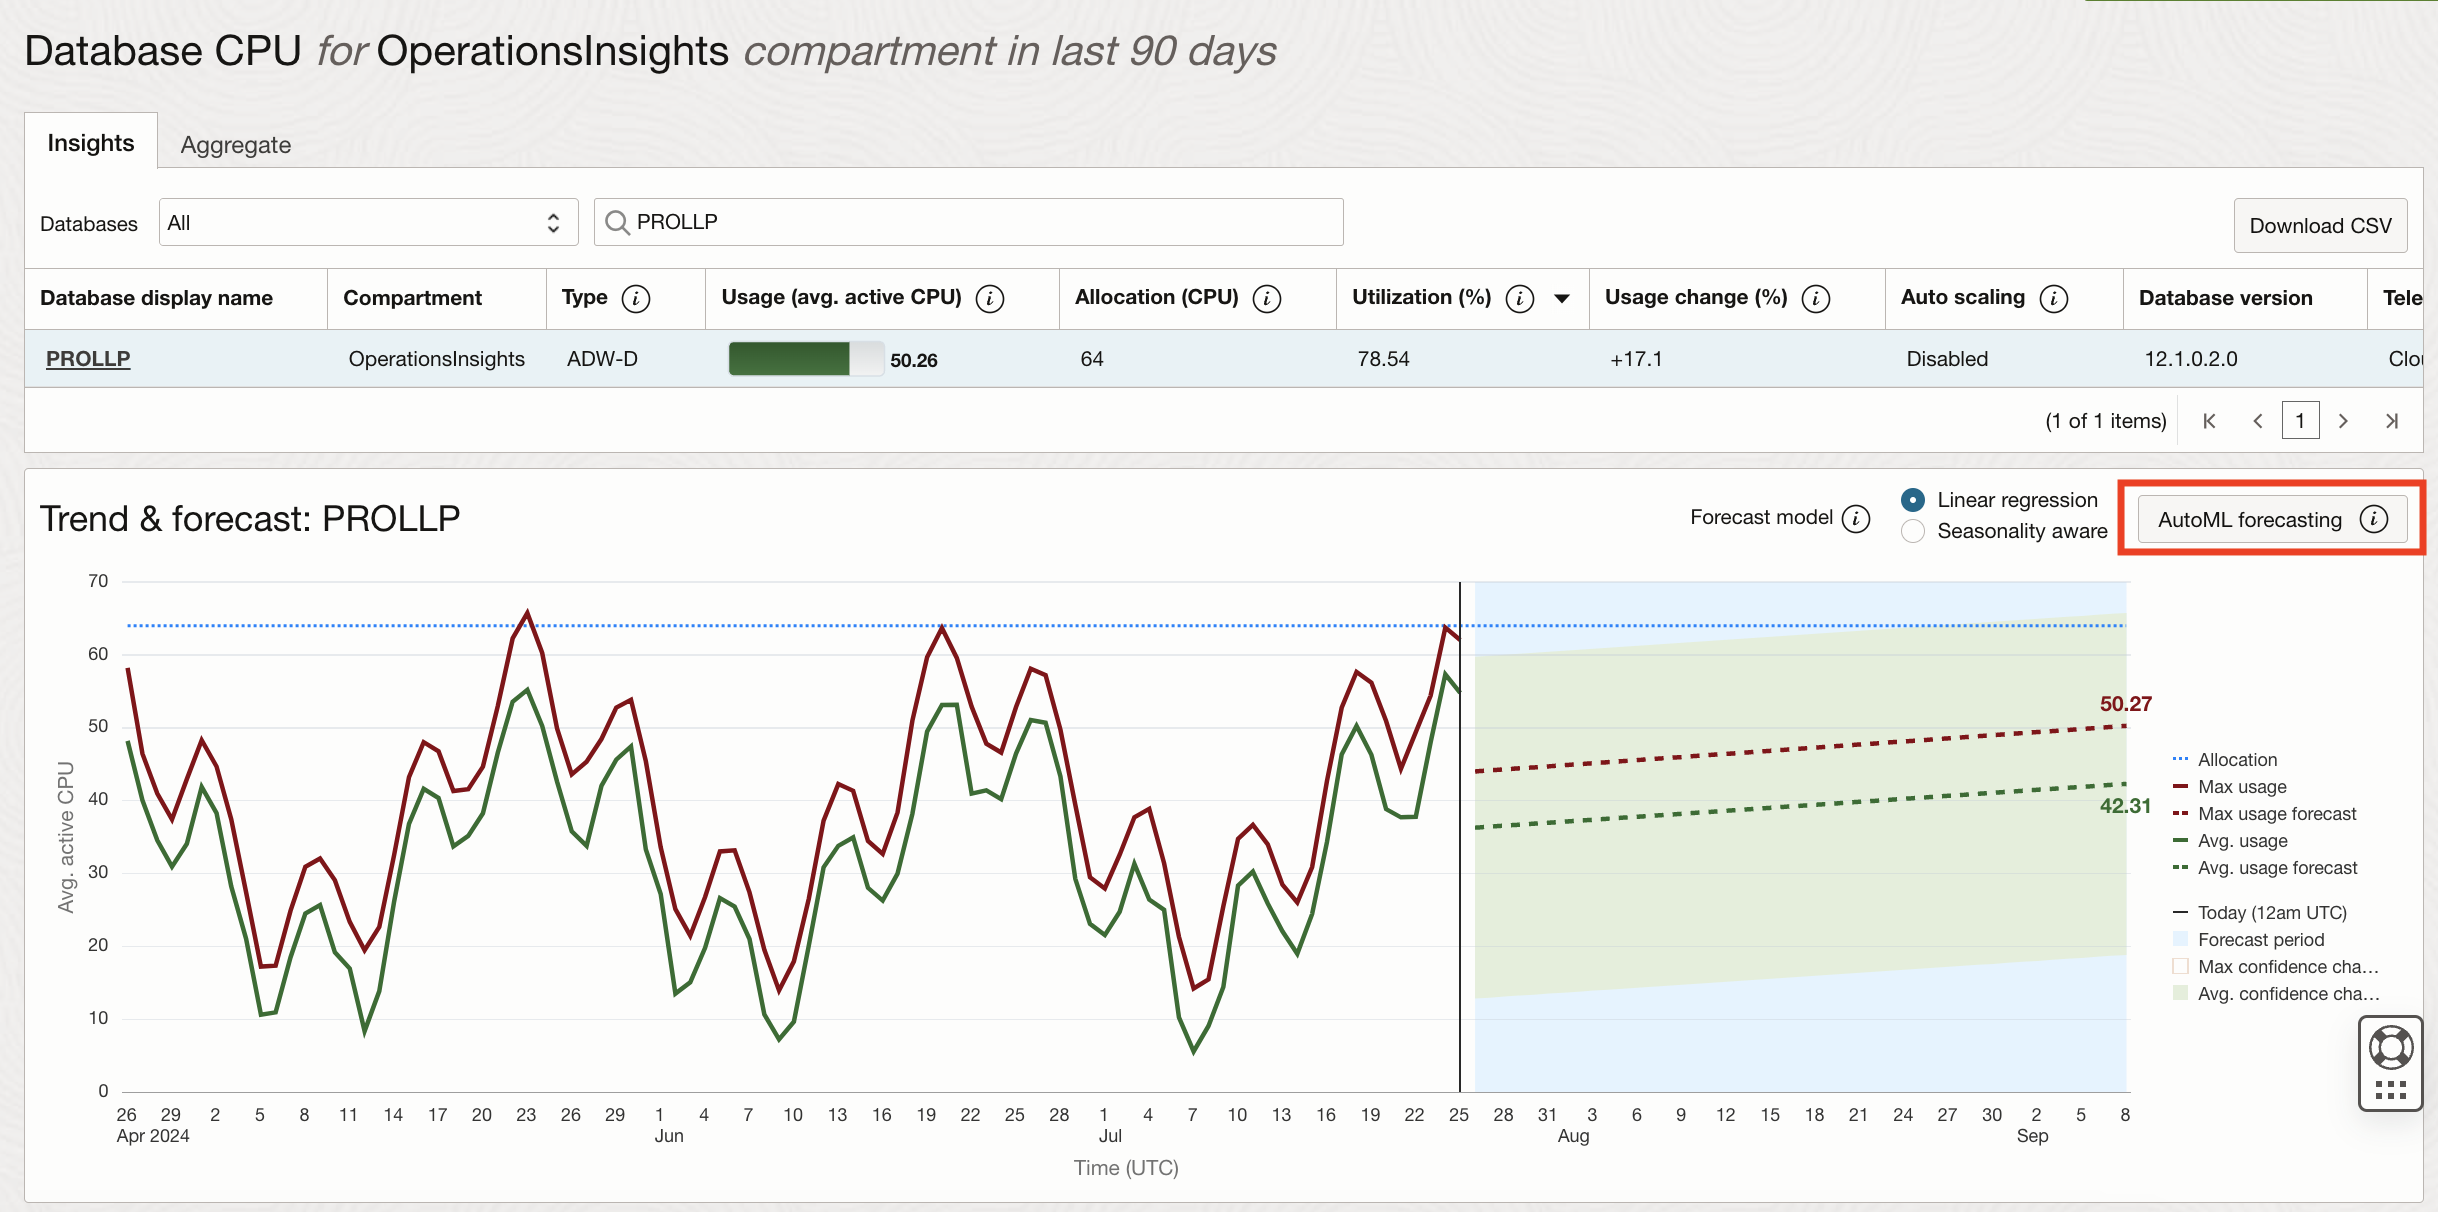 Database CPU for OperationsInsights compartment in last 90 days
Insights Aggregate
Databases All PROLLP Download CSV
Database display name Compartment Type i Usage (avg. active CPU) i Allocation (CPU) i Utilization (%) i Usage change (%) i Auto scaling i Database version Tele
PROLLP OperationsInsights ADW-D 50.26 64 78.54 +17.1 Disabled 12.1.0.2.0 Clou
(1 of 1 items) 1
Trend & forecast: PROLLP
Forecast model i
Linear regression
Seasonality aware
AutoML forecasting i
Avg. active CPU
70
60
50
40
30
20
10
0
50.27
42.31
Allocation
Max usage
Max usage forecast
Avg. usage
Avg. usage forecast
Today (12am UTC)
Forecast period
Max confidence cha...
Avg. confidence cha...
26 29 2 5 8 11 14 17 20 23 26 29 1 4 7 10 13 16 19 22 25 28 1 4 7 10 13 16 19 22 25 28 31 3 6 9 12 15 18 21 24 27 30 2 5 8
Apr 2024 Jun Jul Aug Sep
Time (UTC)